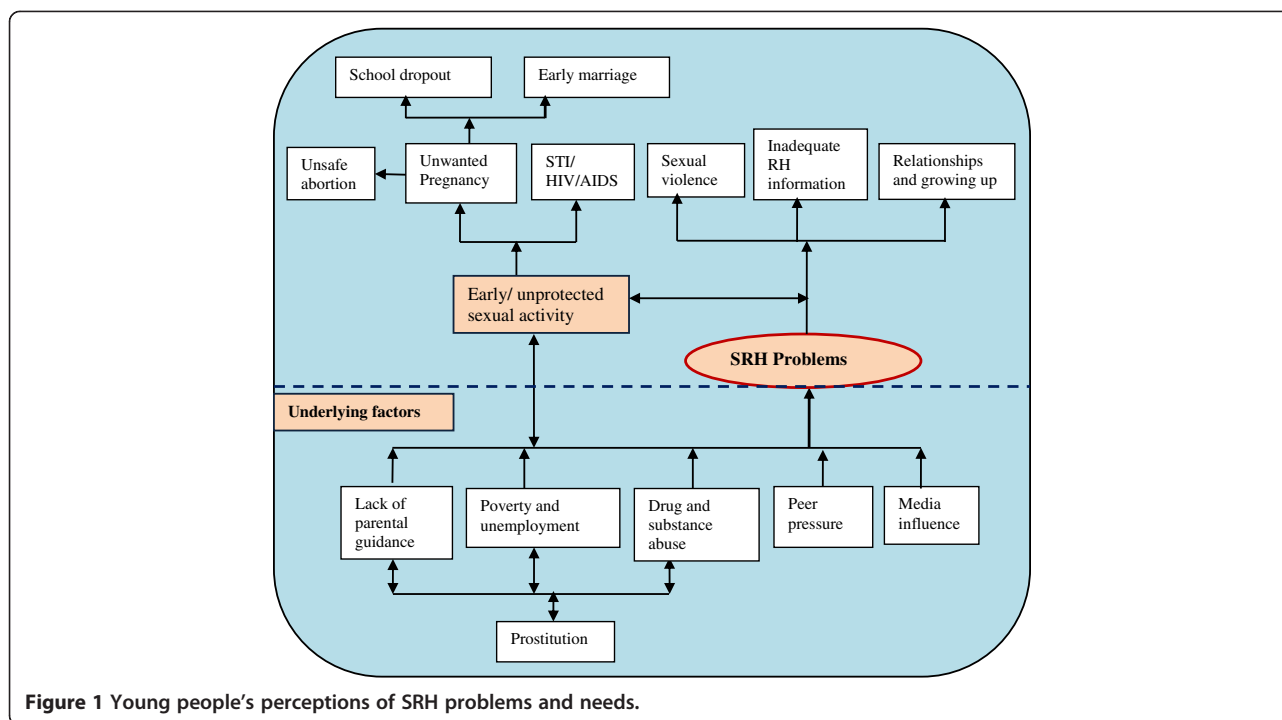 School dropout
Early marriage
Unsafe
abortion
Unwanted
Pregnancy
STI/
HIV/AIDS
Sexual
violence
Inadequate
RH
information
Relationships
and growing up
Early/ unprotected
sexual activity
SRH Problems
Underlying factors
Lack of
parental
guidance
Poverty and
unemployment
Drug and
substance
abuse
Peer
pressure
Media
influence
Prostitution
Figure 1 Young people’s perceptions of SRH problems and needs.